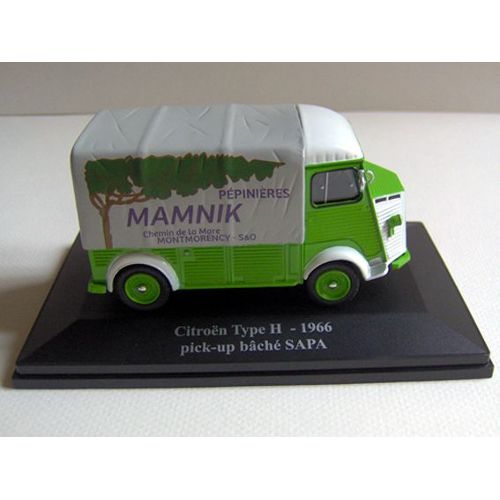 PÉPINIÈRES
MAMNIK
Chemin de la Mare
MONTMORENCY - S&O
Citroën Type H - 1966
pick-up bâché SAPA